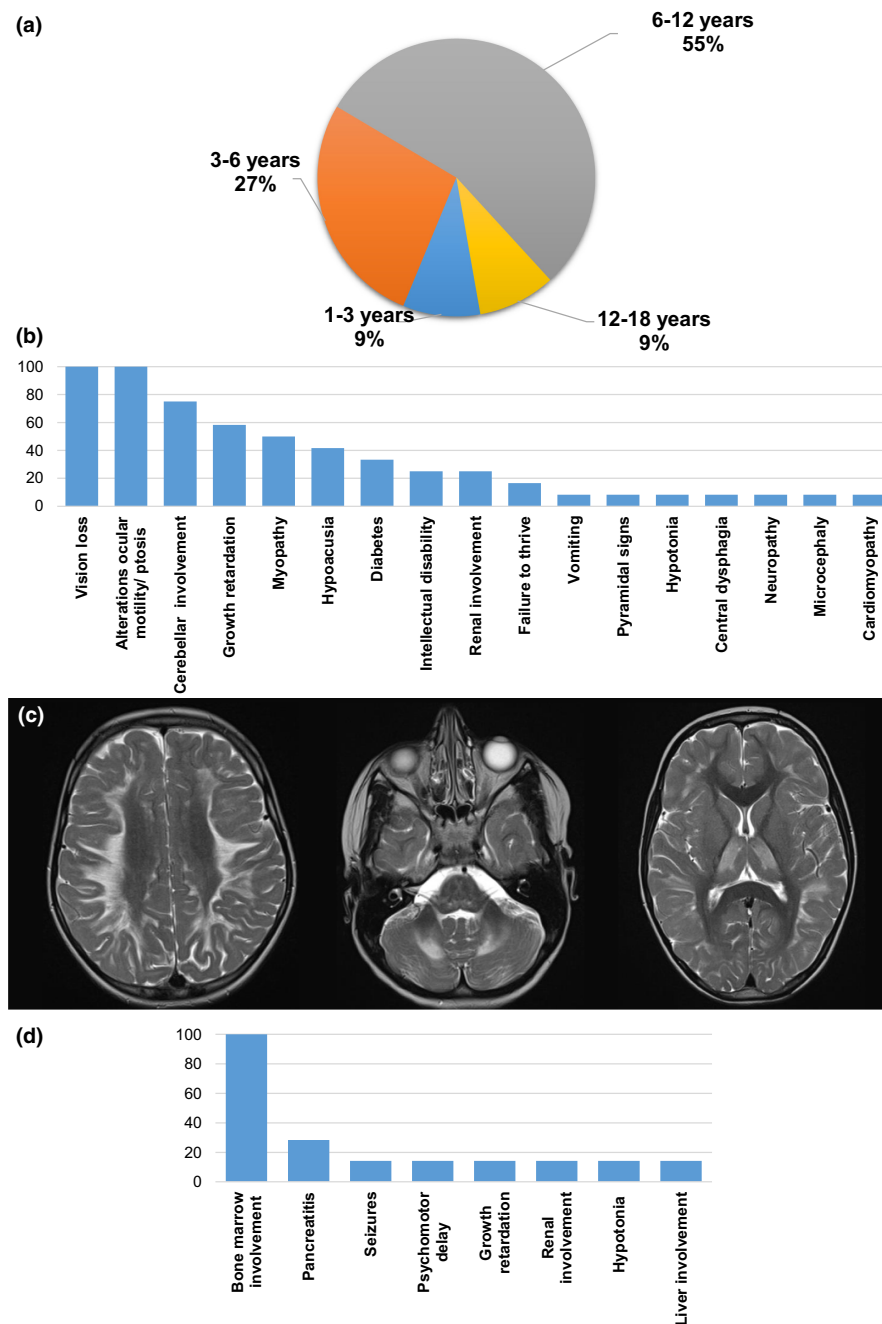 (a)
6-12 years
55%
3-6 years
27%
1-3 years
9%
12-18 years
9%
(b)
100
80
60
40
20
0
Vision loss
Alterations ocular
motility/ ptosis
Cerebellar involvement
Growth retardation
Myopathy
Hypoacusia
Diabetes
Intellectual disability
Renal involvement
Failure to thrive
Vomiting
Pyramidal signs
Hypotonia
Central dysphagia
Neuropathy
Microcephaly
Cardiomyopathy
(c)
(d)
100
80
60
40
20
0
Bone marrow
involvement
Pancreatitis
Seizures
Psychomotor
delay
Growth
retardation
Renal
involvement
Hypotonia
Liver involvement